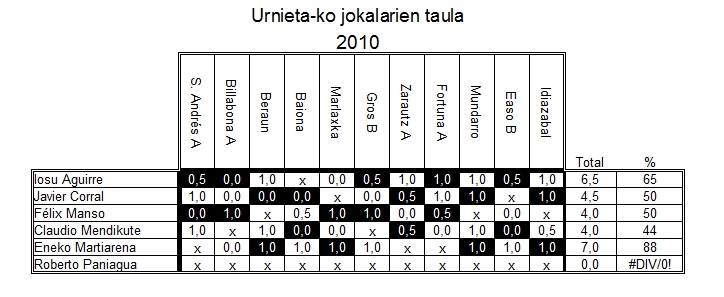 Urnieta-ko jokalarien taula
2010
S. Andrés A Billabona A Beraun Baiona Marlaxka Gros B Zarautz A Fortuna A Mundarro Easo B Idiazabal Total %
Iosu Aguirre 0,5 0,0 1,0 x 0,0 0,5 1,0 1,0 1,0 0,5 1,0 6,5 65
Javier Corral 1,0 0,0 0,0 0,0 x 0,0 0,5 1,0 1,0 x 1,0 4,5 50
Félix Manso 0,0 1,0 x 0,5 1,0 1,0 0,0 0,5 x 0,0 x 4,0 50
Claudio Mendikute 1,0 x 1,0 0,0 0,0 x 0,5 0,0 1,0 0,0 0,5 4,0 44
Eneko Martiarena x 0,0 1,0 1,0 1,0 1,0 x x 1,0 1,0 1,0 7,0 88
Roberto Paniagua x x x x x x x x x x x 0,0 #DIV/0!